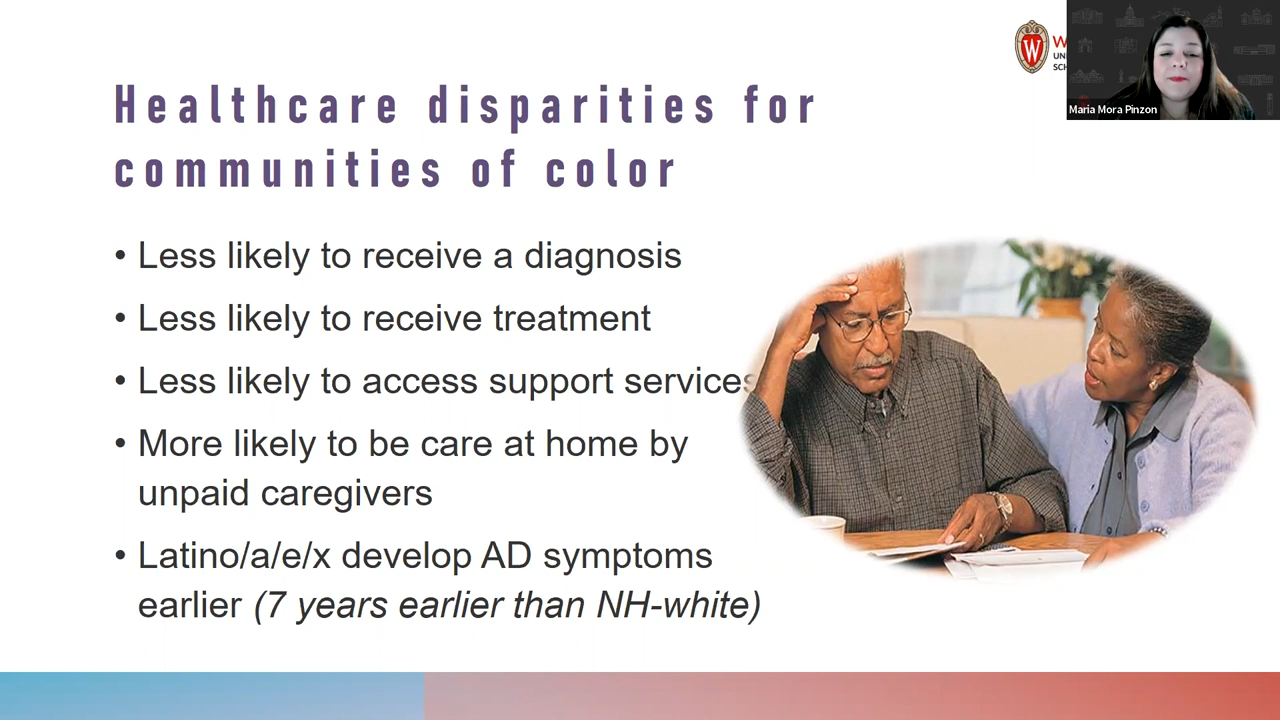 Healthcare disparities for
communities of color
W
UN
SC
Maria Mora Pinzon
• Less likely to receive a diagnosis
• Less likely to receive treatment
• Less likely to access support services
• More likely to be care at home by
unpaid caregivers
• Latino/a/e/x develop AD symptoms
earlier (7 years earlier than NH-white)